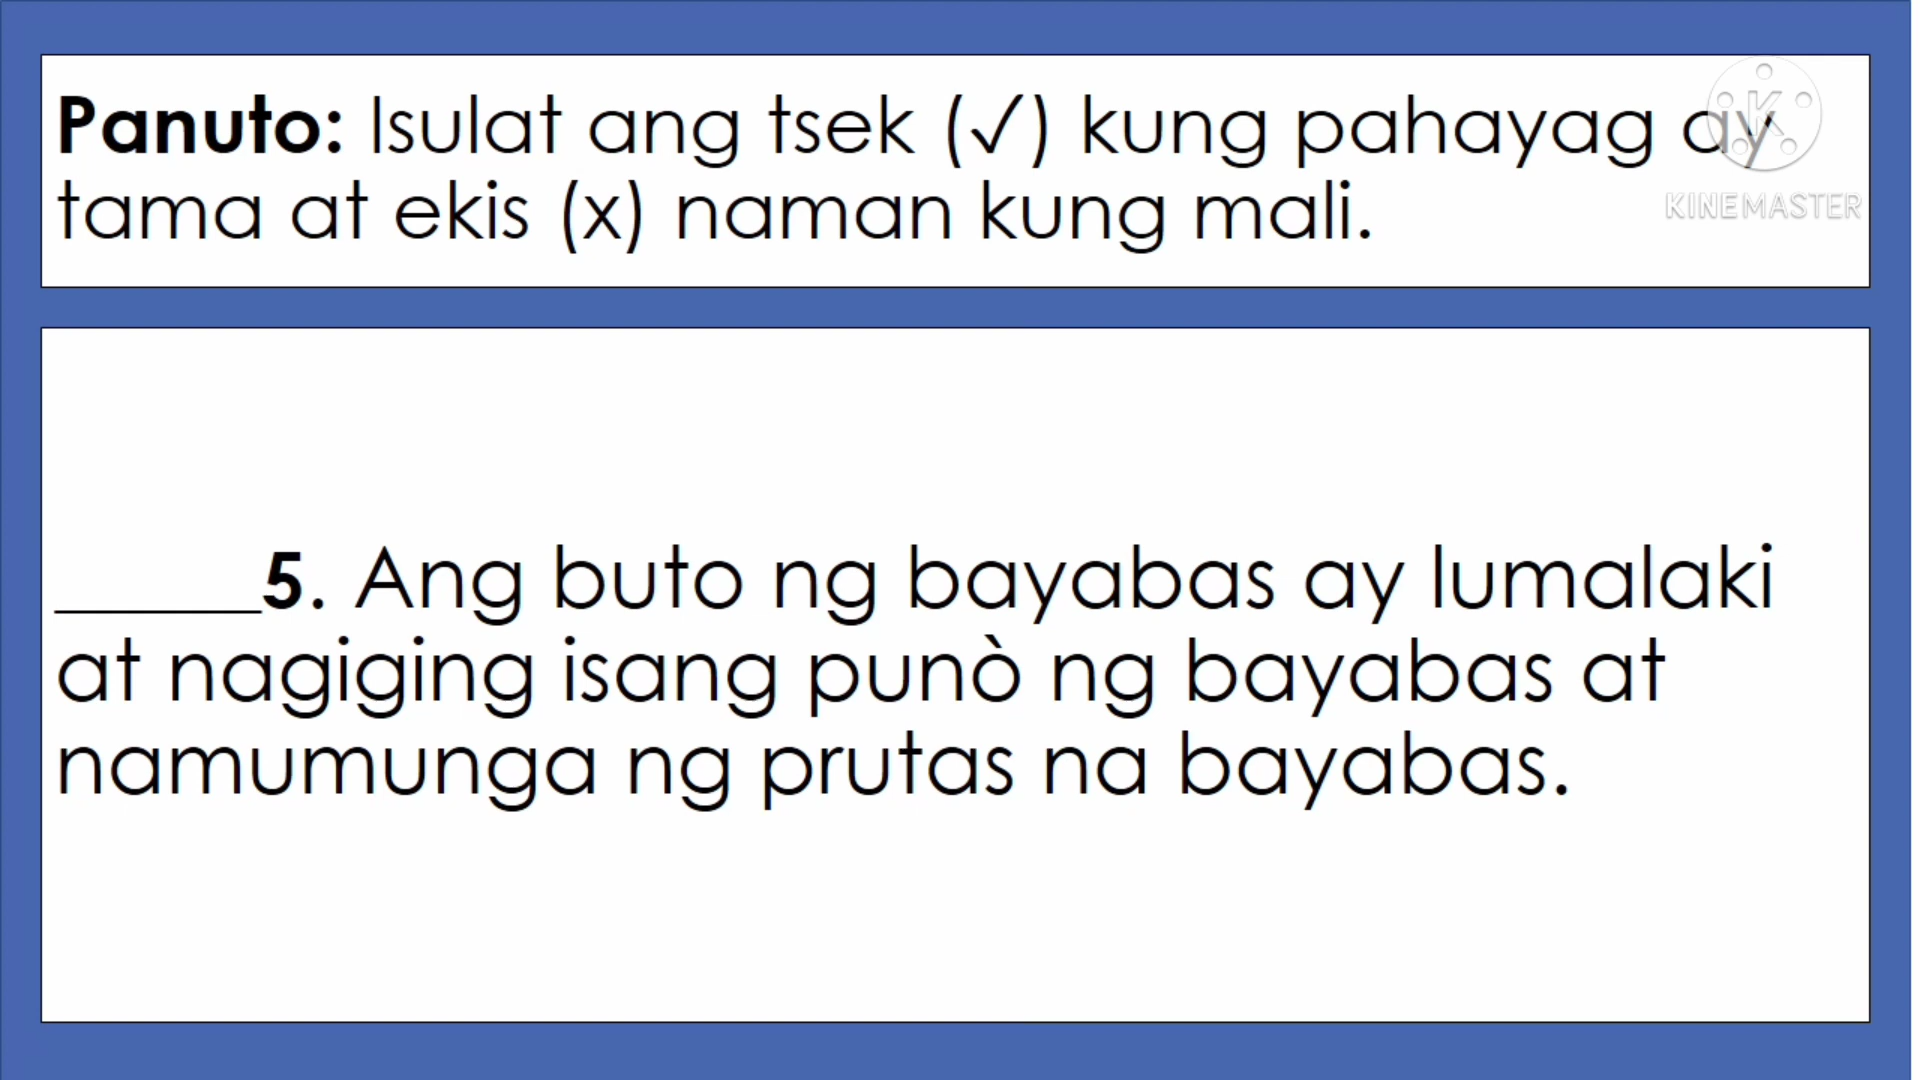 Panuto: Isulat ang tsek (✓) kung pahayag ay
tama at ekis (x) naman kung mali.
KINEMASTER
______5. Ang buto ng bayabas ay lumalaki
at nagiging isang punò ng bayabas at
namumunga ng prutas na bayabas.